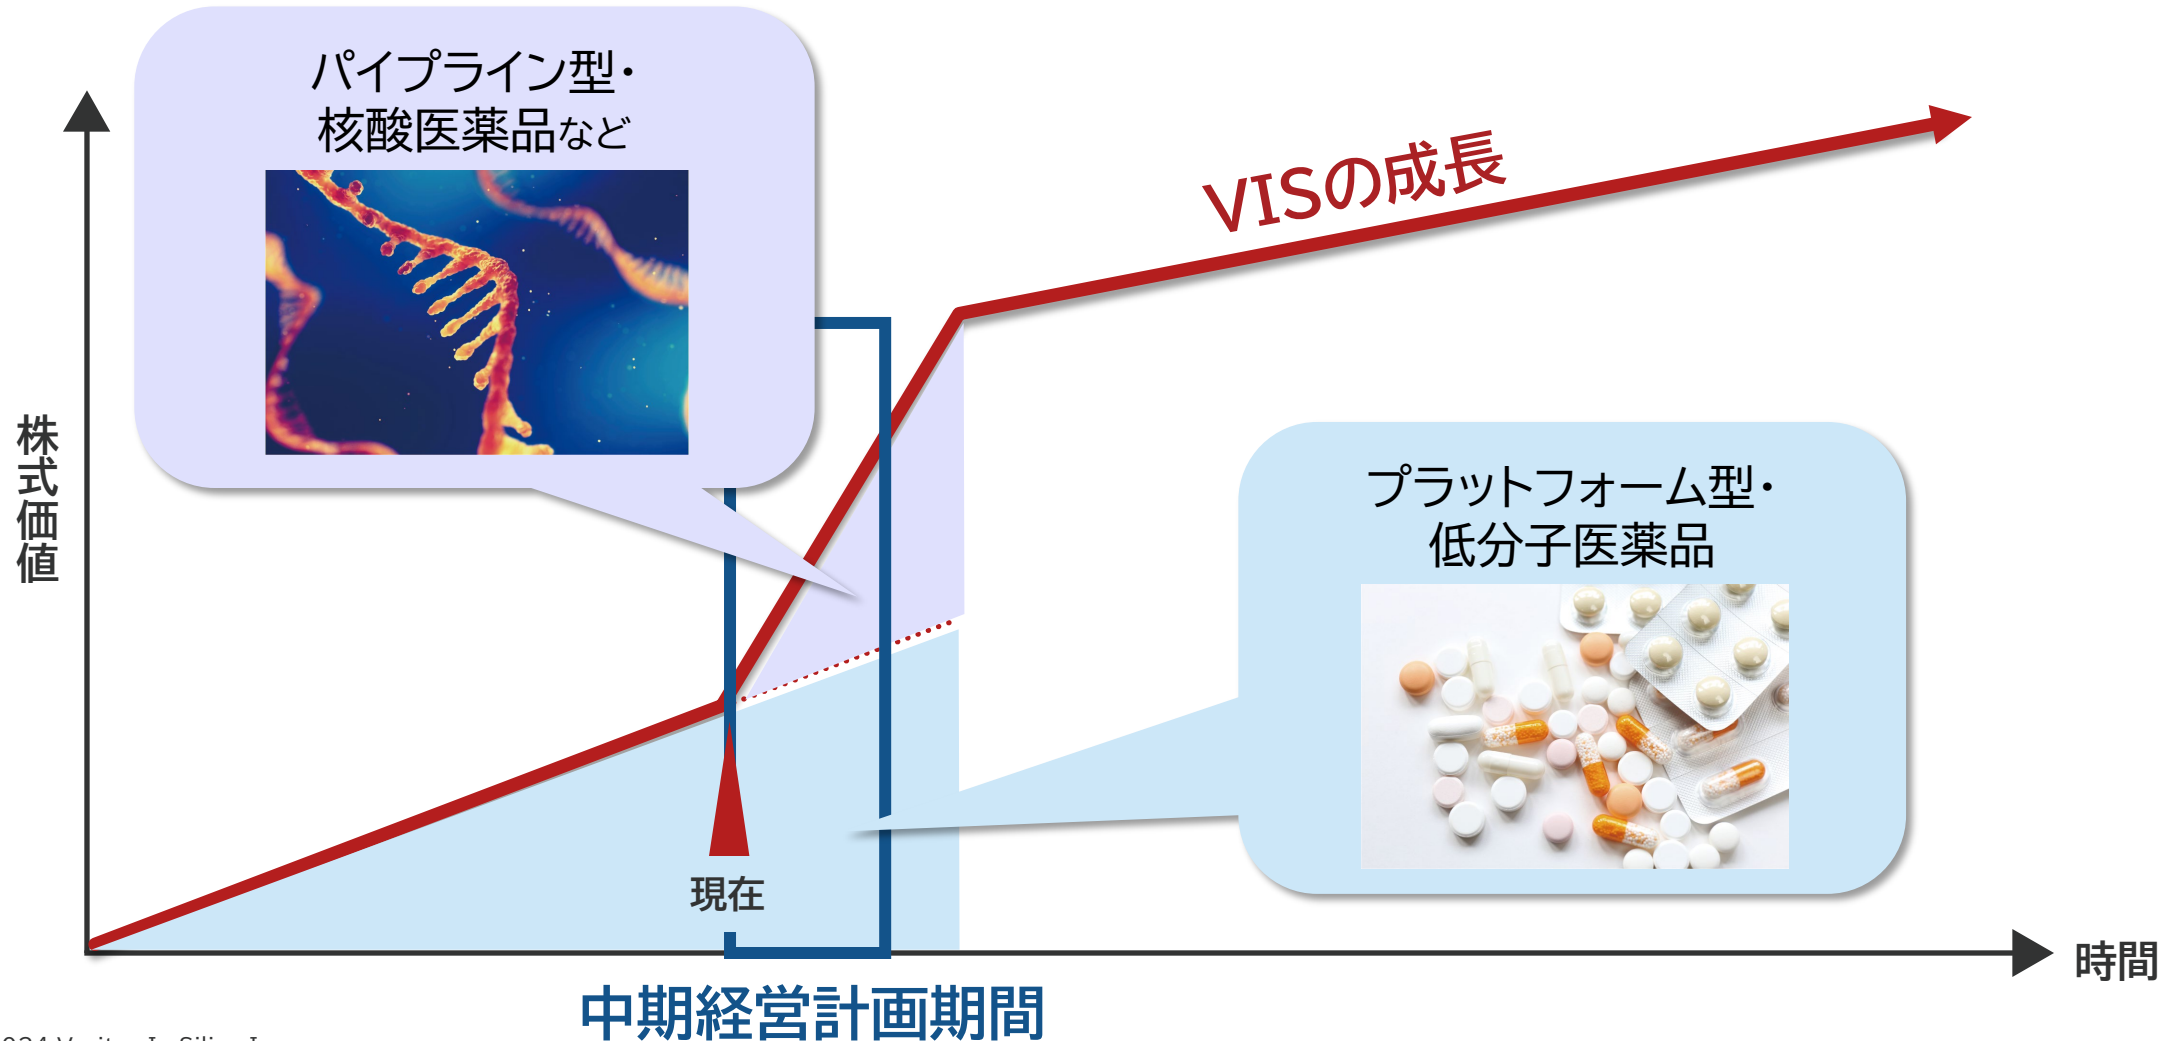 パイプライン型・
核酸医薬品など
VISの成長
株式価値
プラットフォーム型・
低分子医薬品
現在
時間
中期経営計画期間